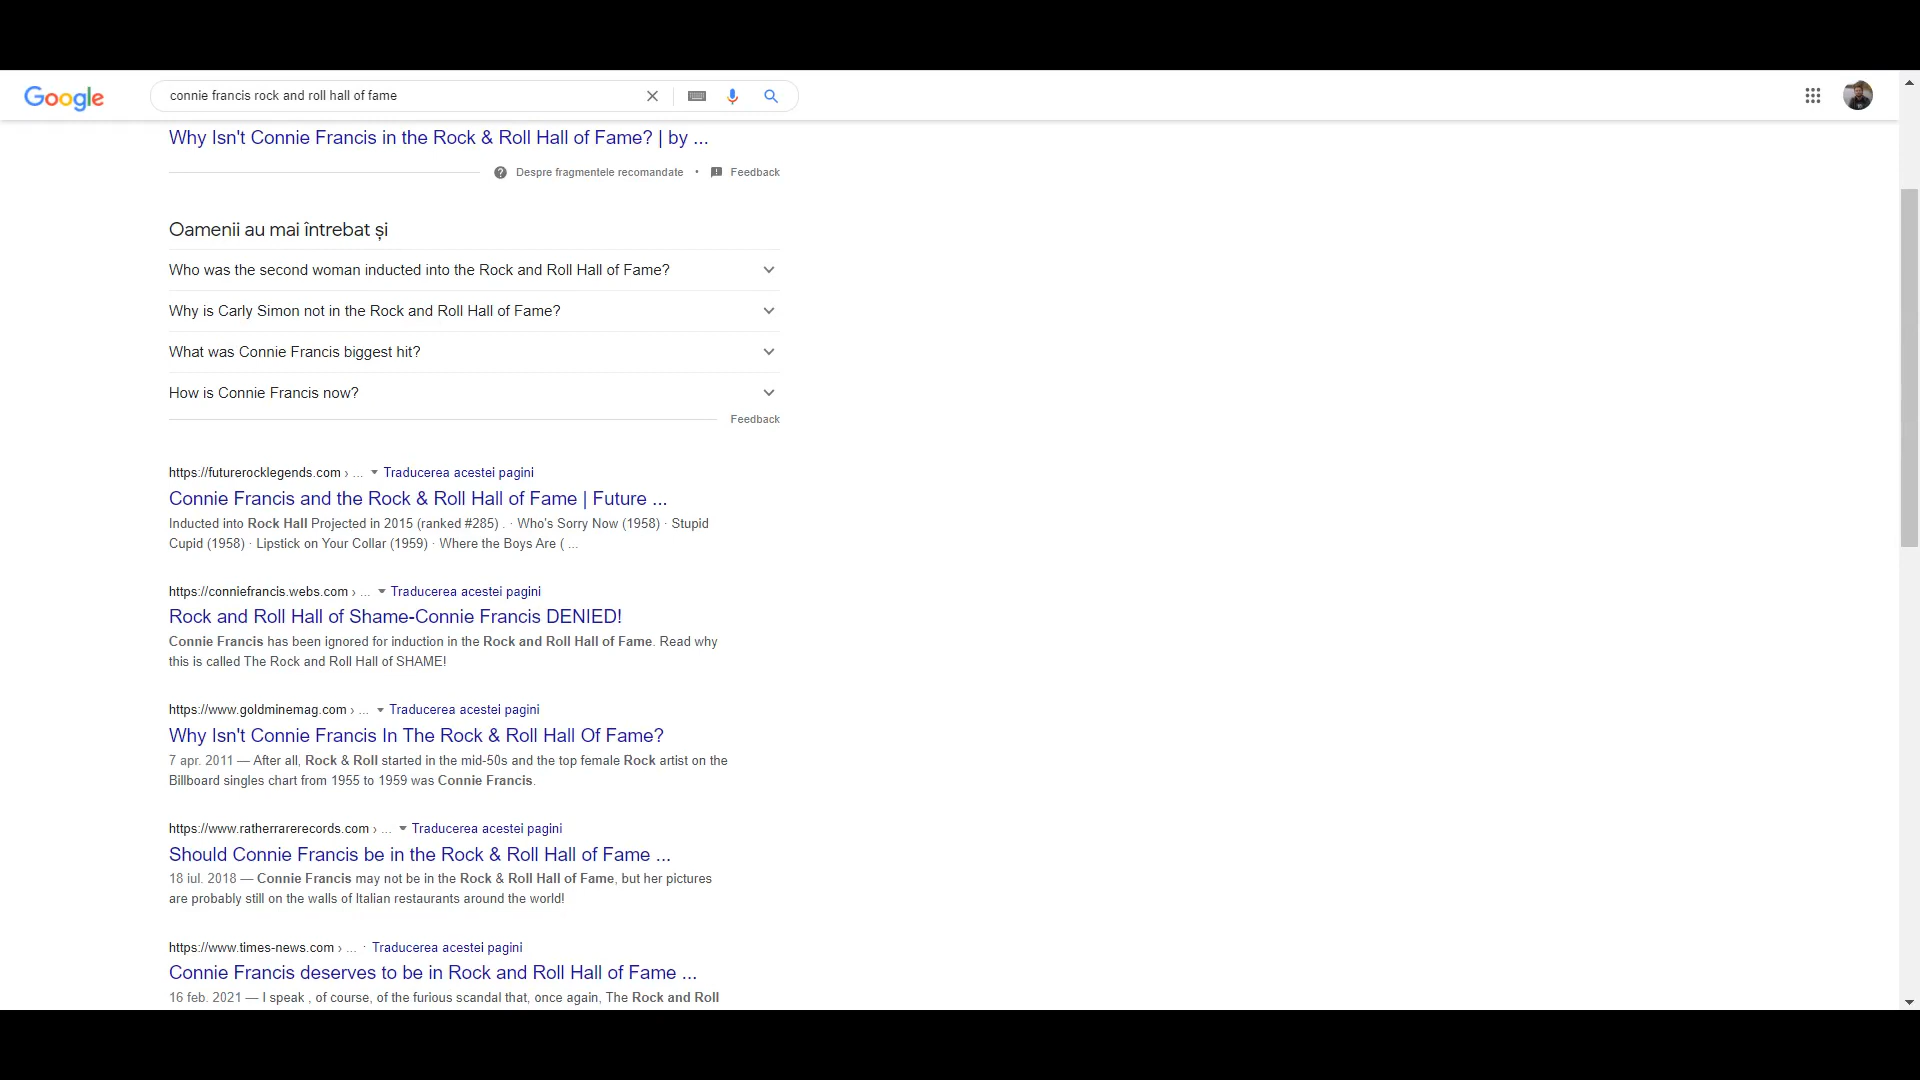 Google
connie francis rock and roll hall of fame
Why Isn't Connie Francis in the Rock & Roll Hall of Fame? | by ...
Despre fragmentele recomandate • Feedback
Oamenii au mai întrebat și
Who was the second woman inducted into the Rock and Roll Hall of Fame?
Why is Carly Simon not in the Rock and Roll Hall of Fame?
What was Connie Francis biggest hit?
How is Connie Francis now?
Feedback
https://futurerocklegends.com › ... Traducerea acestei pagini
Connie Francis and the Rock & Roll Hall of Fame | Future ...
Inducted into Rock Hall Projected in 2015 (ranked #285) . · Who's Sorry Now (1958) · Stupid
Cupid (1958) · Lipstick on Your Collar (1959) · Where the Boys Are ( ...
https://conniefrancis.webs.com › ... Traducerea acestei pagini
Rock and Roll Hall of Shame-Connie Francis DENIED!
Connie Francis has been ignored for induction in the Rock and Roll Hall of Fame. Read why
this is called The Rock and Roll Hall of SHAME!
https://www.goldminemag.com › ... Traducerea acestei pagini
Why Isn't Connie Francis In The Rock & Roll Hall Of Fame?
7 apr. 2011 — After all, Rock & Roll started in the mid-50s and the top female Rock artist on the
Billboard singles chart from 1955 to 1959 was Connie Francis.
https://www.ratherrarerecords.com › ... Traducerea acestei pagini
Should Connie Francis be in the Rock & Roll Hall of Fame ...
18 iul. 2018 — Connie Francis may not be in the Rock & Roll Hall of Fame, but her pictures
are probably still on the walls of Italian restaurants around the world!
https://www.times-news.com › ... · Traducerea acestei pagini
Connie Francis deserves to be in Rock and Roll Hall of Fame ...
16 feb. 2021 — I speak , of course, of the furious scandal that, once again, The Rock and Roll